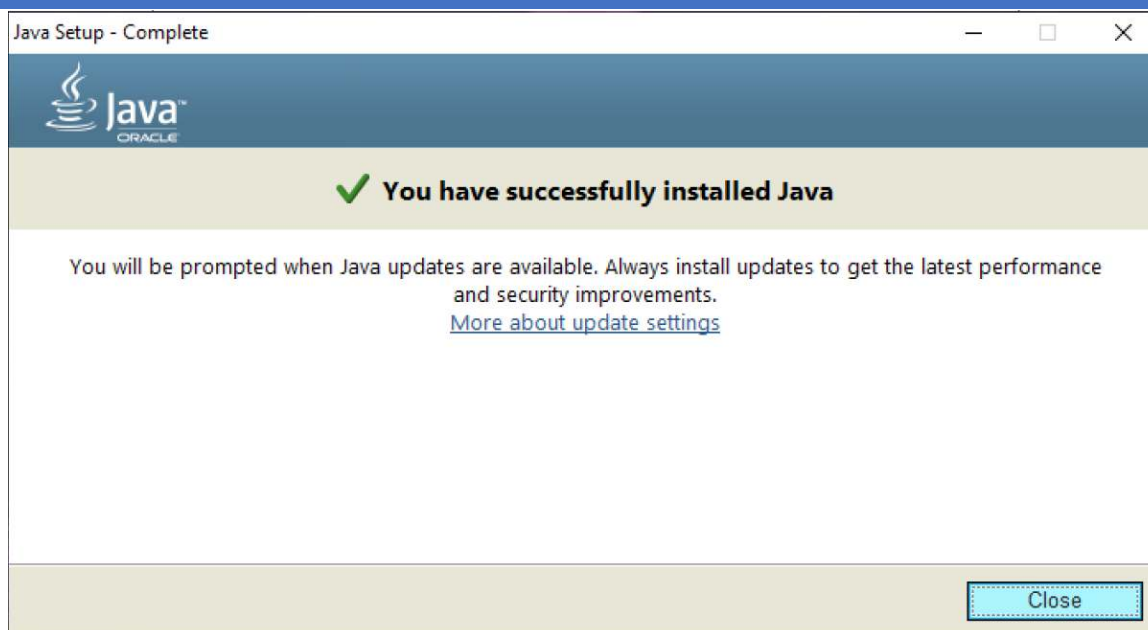 Java Setup - Complete
Java™
ORACLE
You have successfully installed Java
You will be prompted when Java updates are available. Always install updates to get the latest performance
and security improvements.
More about update settings
Close